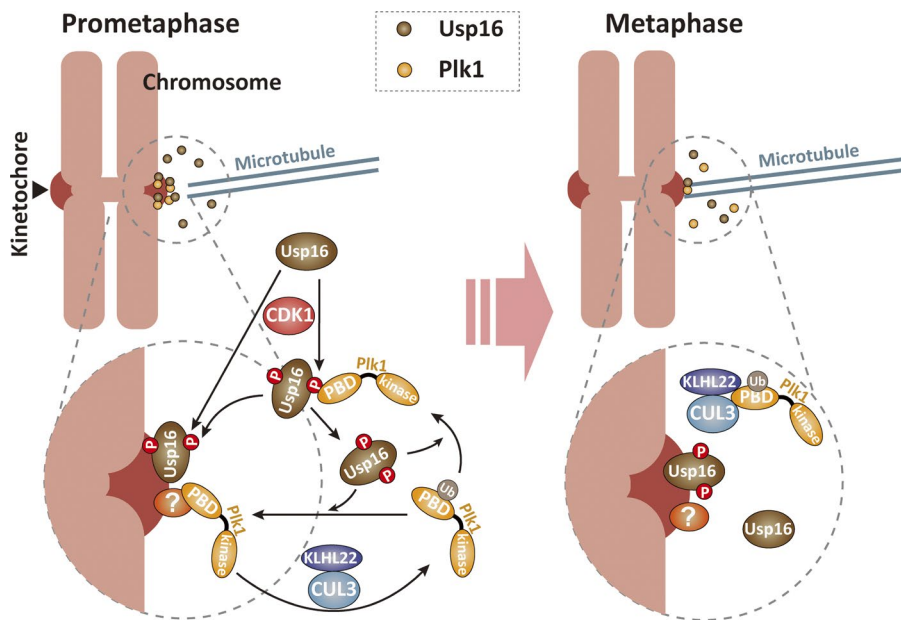 Prometaphase
Usp16
Plk1
Metaphase
Chromosome
Kinetochore
Microtubule
Microtubule
Usp16
CDK1
P
Usp16
P
PBD
Plk1
kinase
P
Usp16
P
P
Usp16
P
?
PBD
Plk1
kinase
Ub
PBD
Plk1
kinase
KLHL22
CUL3
KLHL22
CUL3
Ub
PBD
Plk1
kinase
P
Usp16
P
?
Usp16